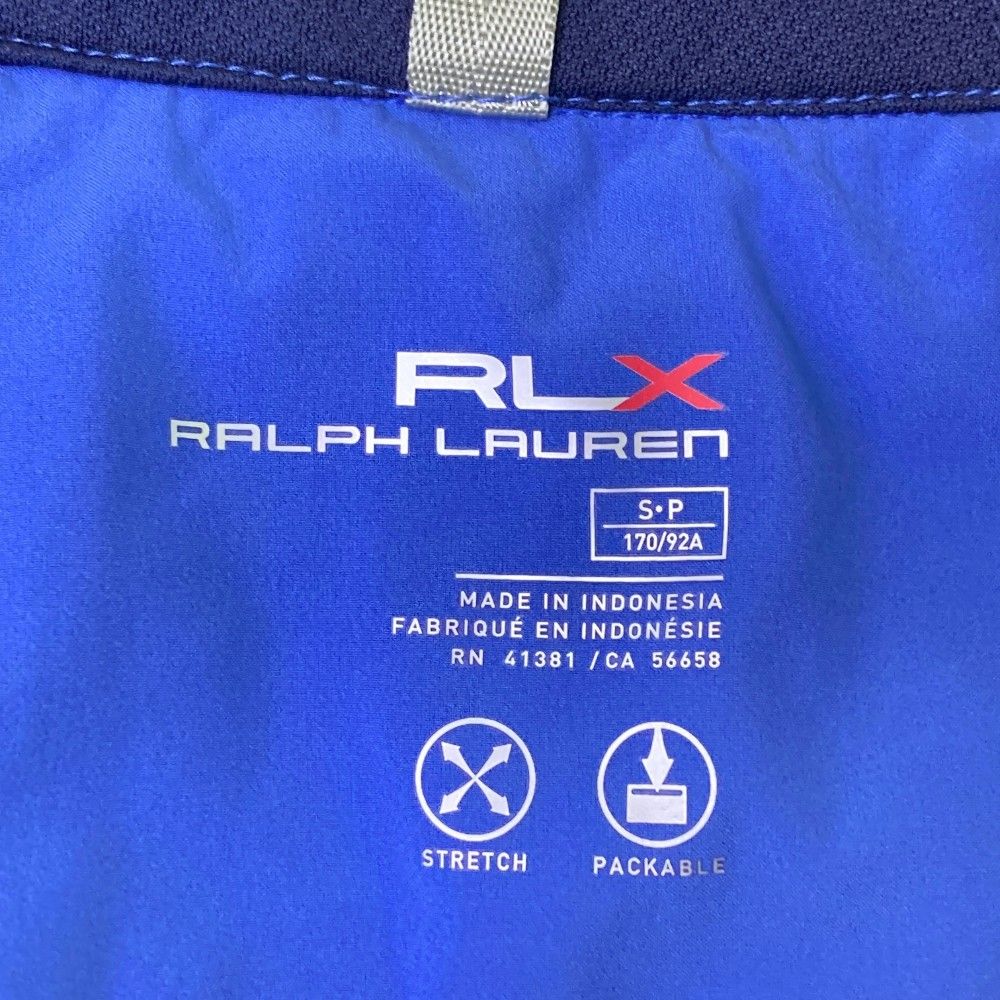 RLX
RALPH LAUREN
S•P
170/92A
MADE IN INDONESIA
FABRIQUÉ EN INDONÉSIE
RN 41381 / CA 56658
STRETCH
PACKABLE